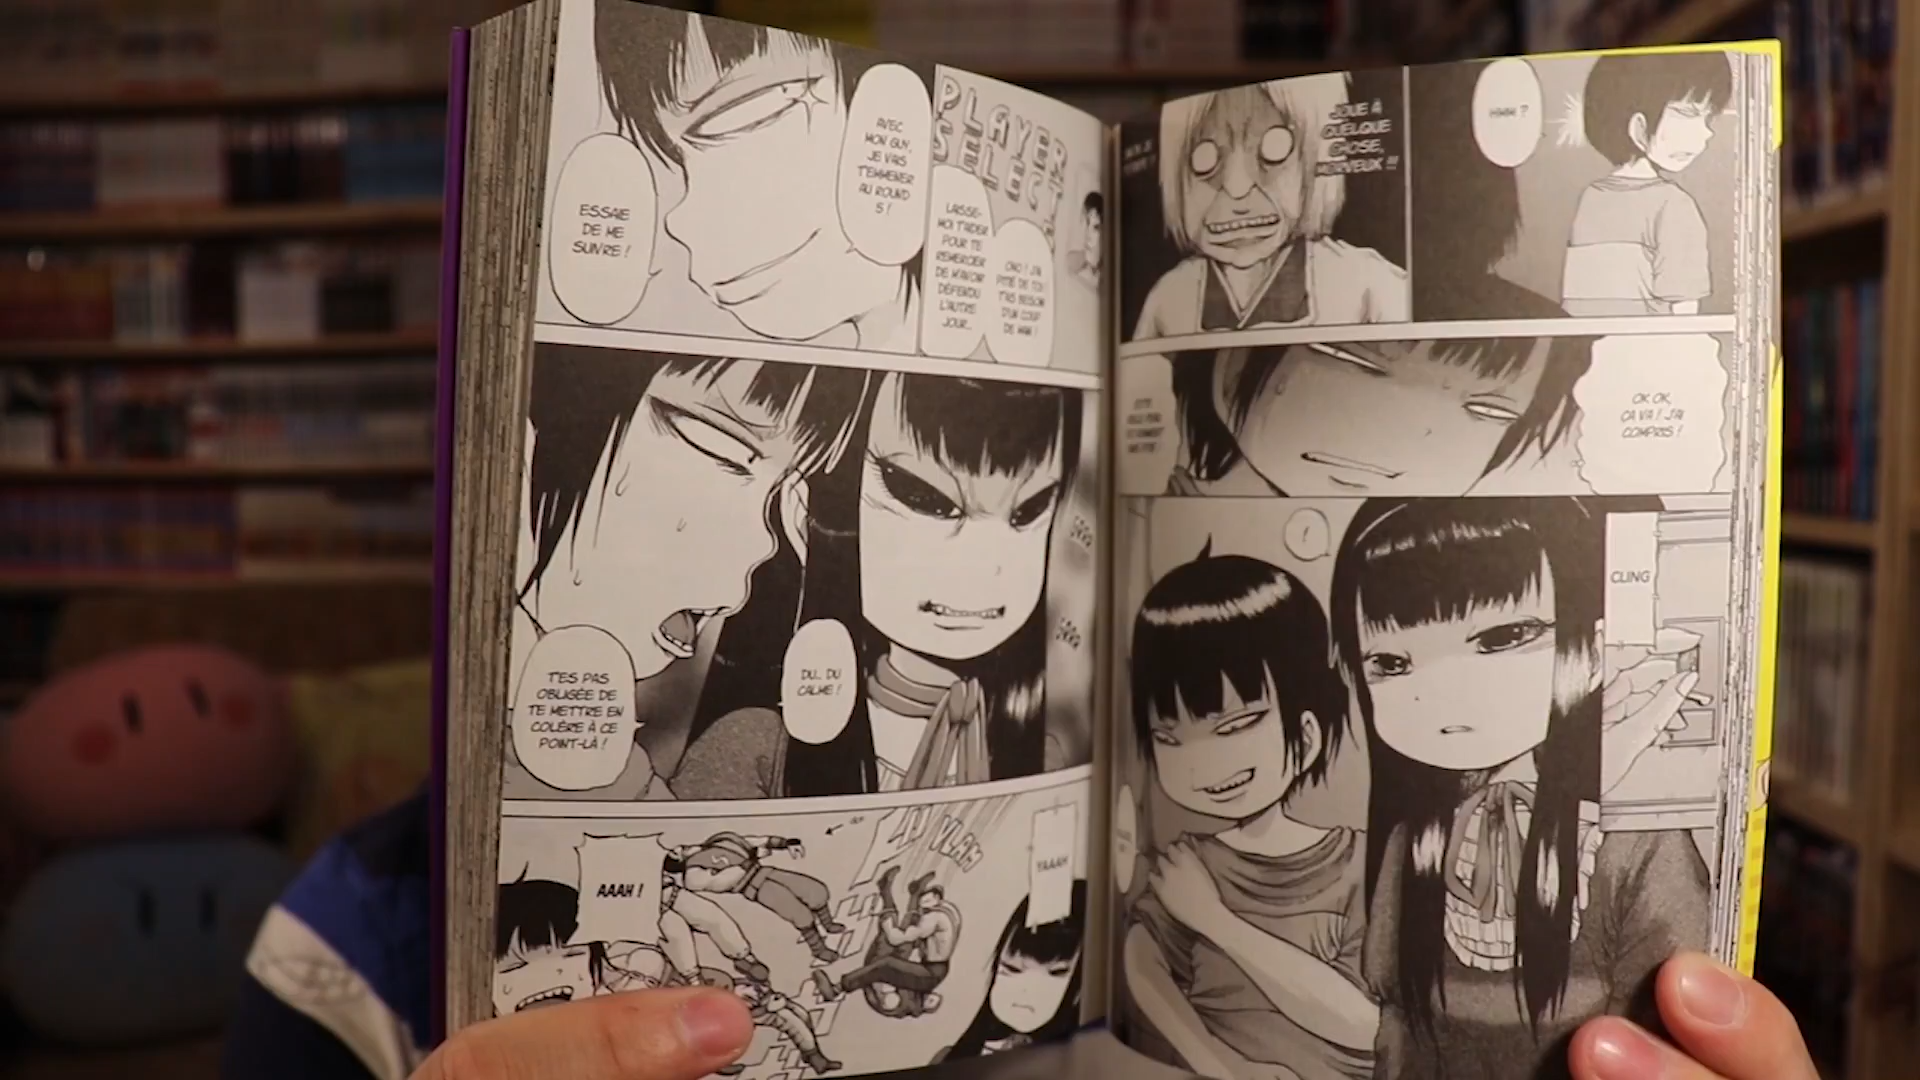 AVEC
MON GUY,
JE VAIS
T'EMMENER
AU ROUND
5 !
ESSAIE
DE ME
SUIVRE !
PLAYER
SELECT
LAISSE-
MOI T'AIDER
POUR TE
REMERCIER
DE M'AVOIR
DÉFENDU
L'AUTRE
JOUR...
ONO ! J'AI
PITIÉ DE TOI !
T'AS BESOIN
D'UN COUP
DE MAIN !
T'ES PAS
OBLIGÉE DE
TE METTRE EN
COLÈRE À CE
POINT-LÀ !
DU... DU
CALME !
AAAH !
VLAM
YAAAH
JOUE À
QUELQUE
CHOSE,
MORVEUX !!!
HMM ?
OK OK,
ÇA VA ! J'AI
COMPRIS !
!
CLING